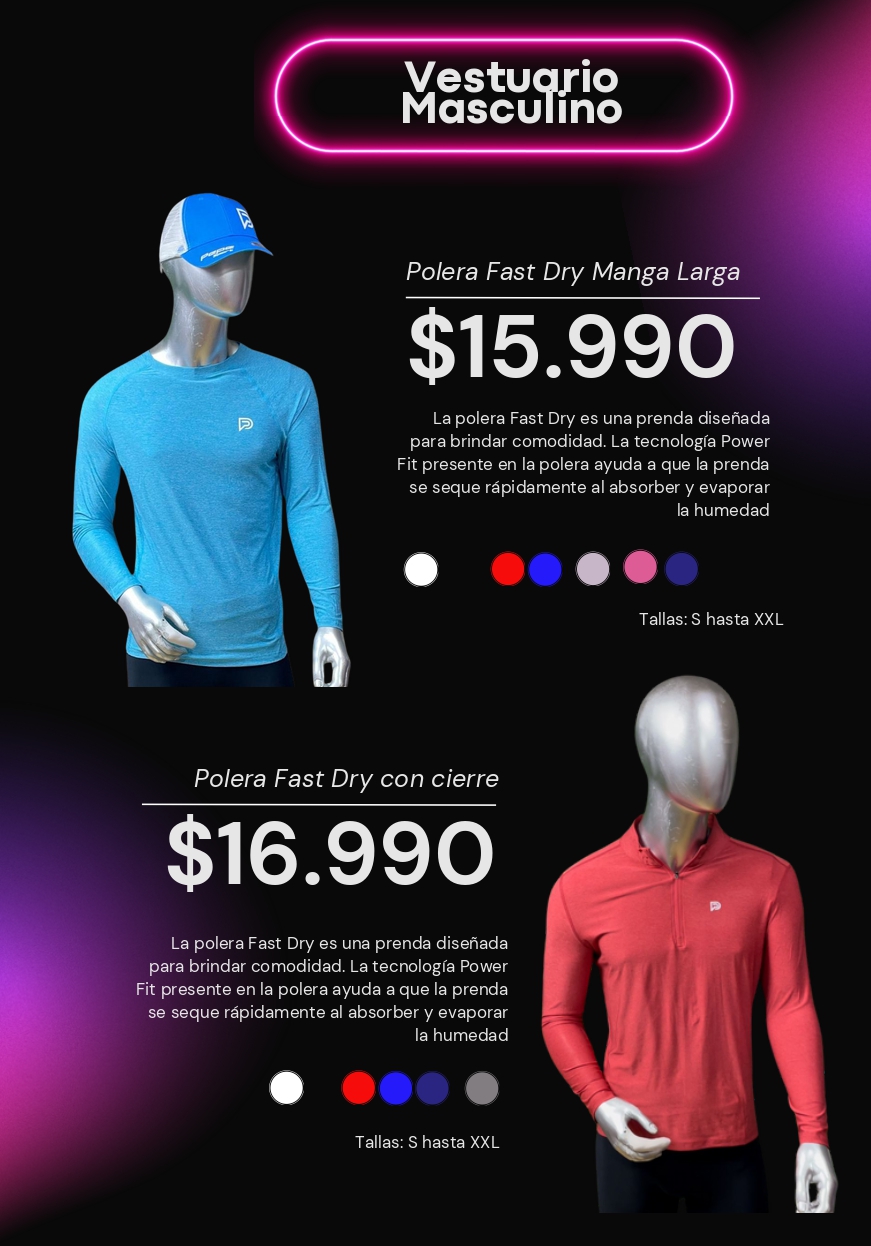 Vestuario
Masculino
Polera Fast Dry Manga Larga
$15.990
La polera Fast Dry es una prenda diseñada
para brindar comodidad. La tecnología Power
Fit presente en la polera ayuda a que la prenda
se seque rápidamente al absorber y evaporar
la humedad
Tallas: S hasta XXL
Polera Fast Dry con cierre
$16.990
La polera Fast Dry es una prenda diseñada
para brindar comodidad. La tecnología Power
Fit presente en la polera ayuda a que la prenda
se seque rápidamente al absorber y evaporar
la humedad
Tallas: S hasta XXL